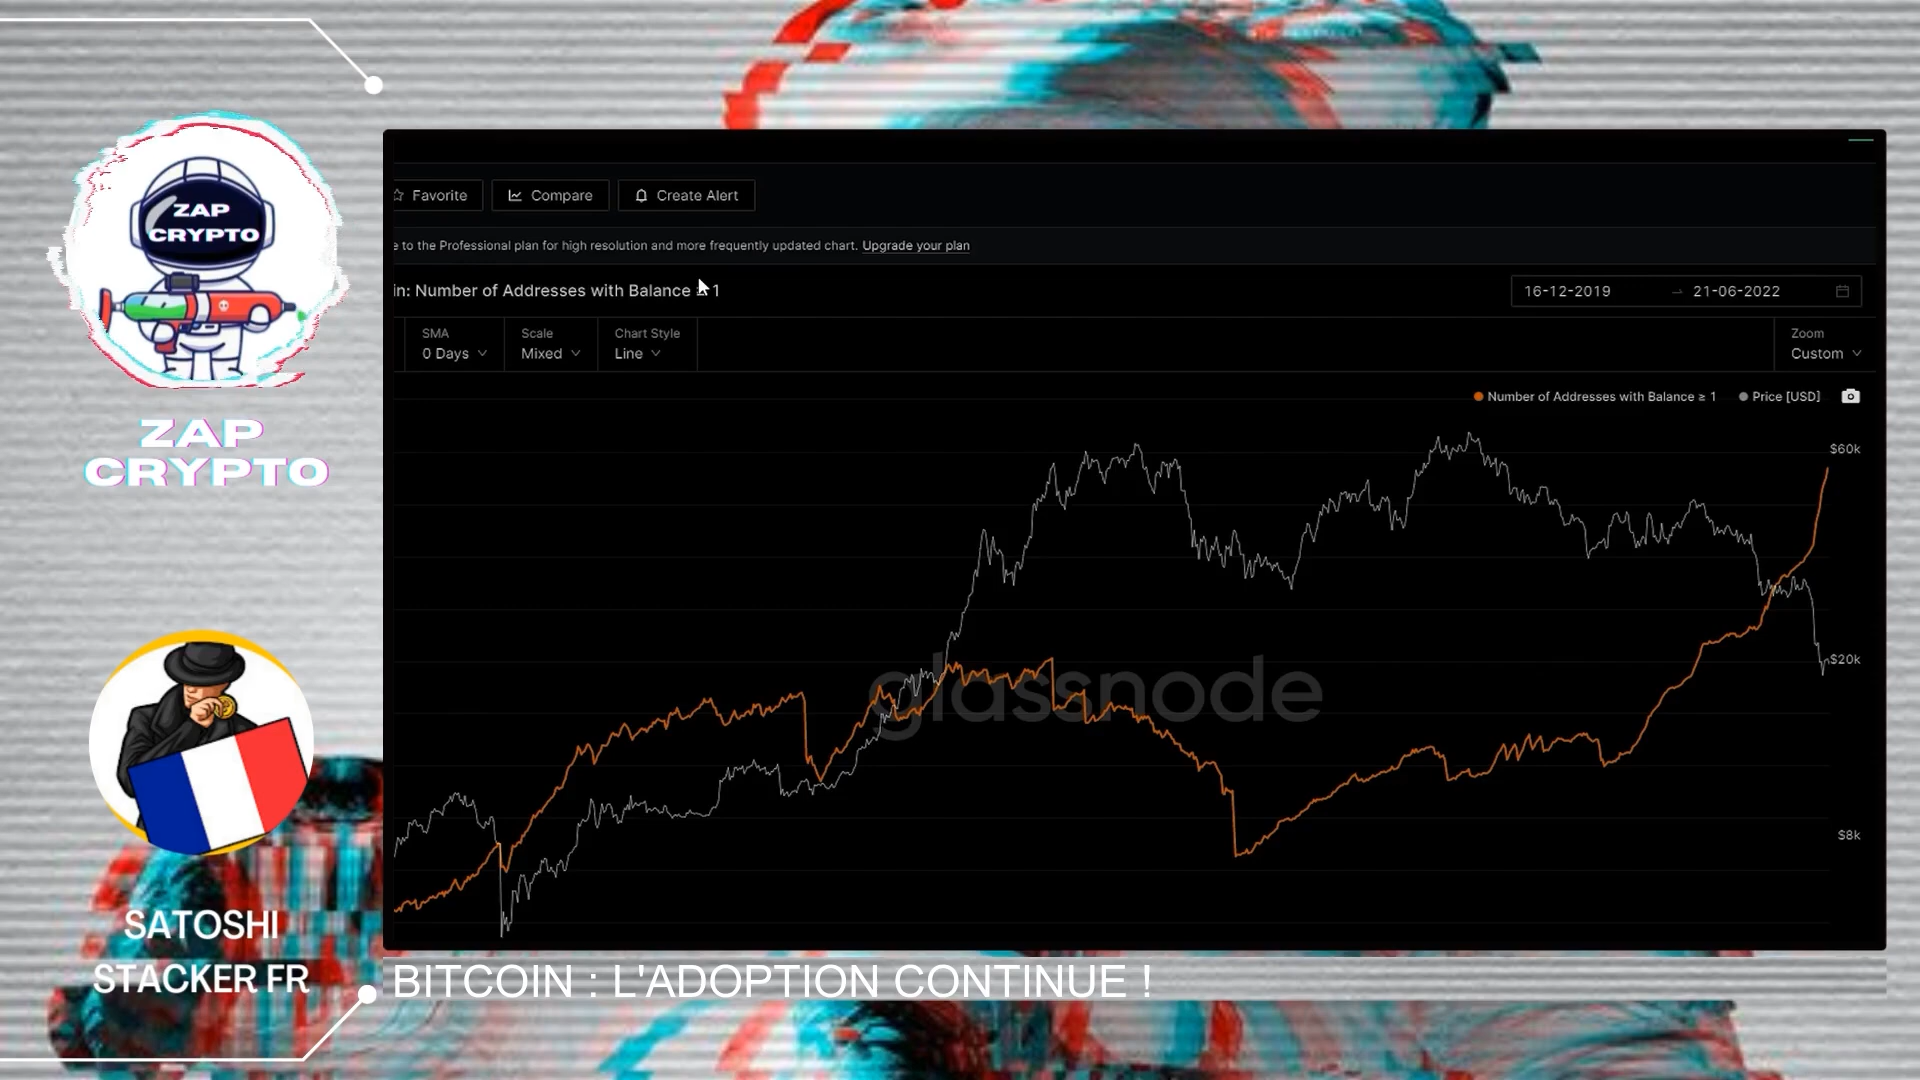 ZAP
CRYPTO
ZAP
CRYPTO
SATOSHI
STACKER FR
Favorite
Compare
Create Alert
e to the Professional plan for high resolution and more frequently updated chart. Upgrade your plan
in: Number of Addresses with Balance ≥ 1
16-12-2019 → 21-06-2022
SMA
0 Days
Scale
Mixed
Chart Style
Line
Zoom
Custom
Number of Addresses with Balance ≥ 1
Price [USD]
$60k
$20k
$8k
glassnode
BITCOIN : L'ADOPTION CONTINUE !